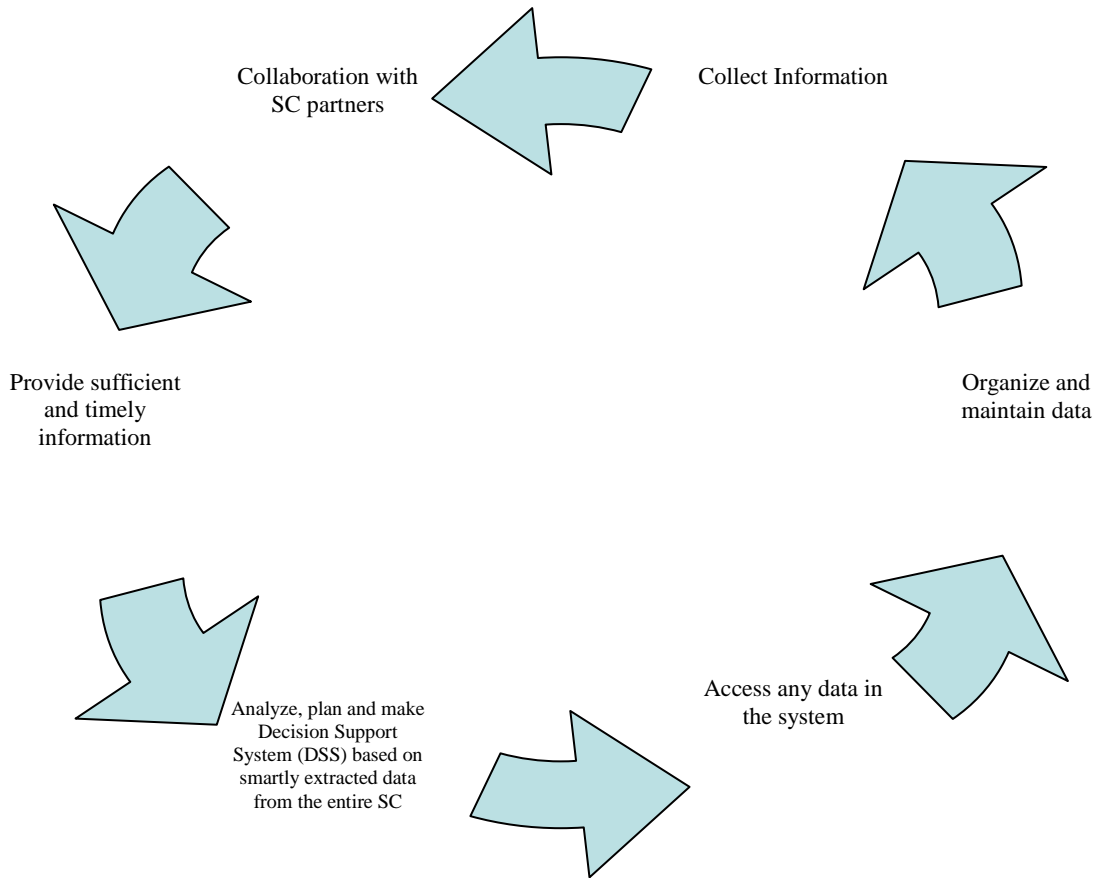 Collaboration with
SC partners
Collect Information
Provide sufficient
and timely
information
Organize and
maintain data
Analyze, plan and make
Decision Support
System (DSS) based on
smartly extracted data
from the entire SC
Access any data in
the system